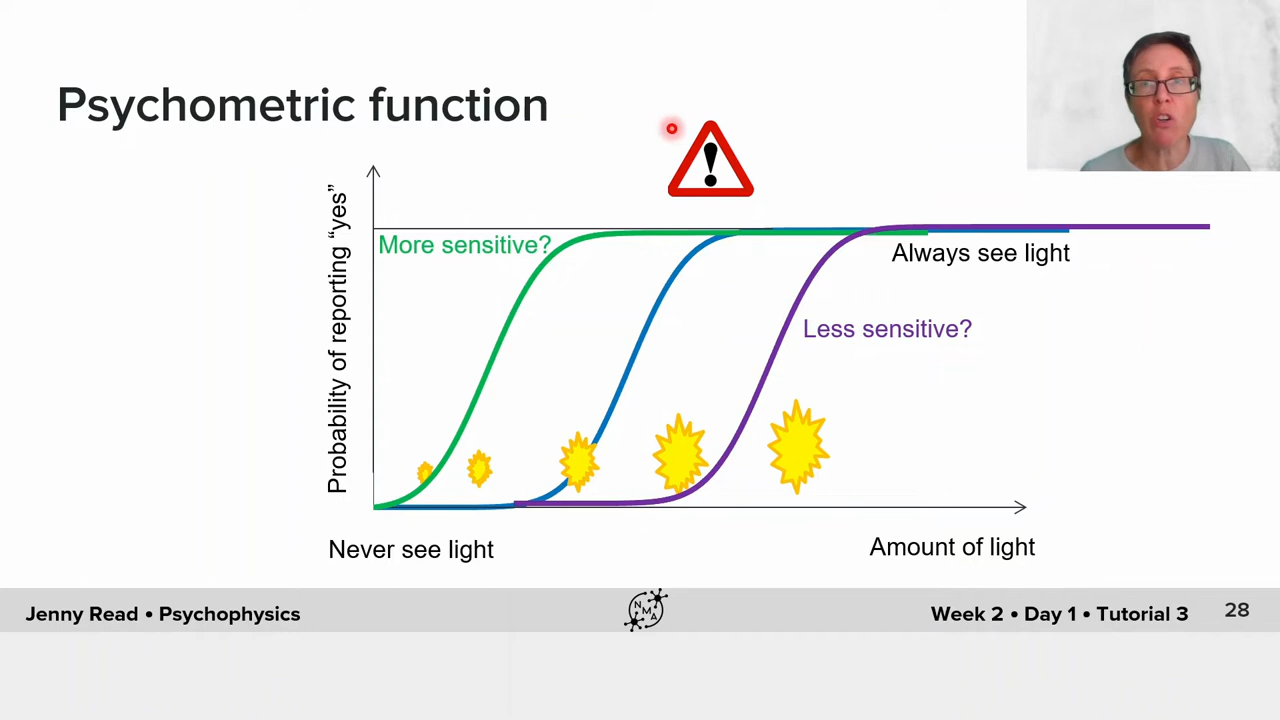 Psychometric function
Probability of reporting “yes”
More sensitive?
Always see light
Less sensitive?
Never see light
Amount of light
Jenny Read • Psychophysics
N
M
A
Week 2 • Day 1 • Tutorial 3
28